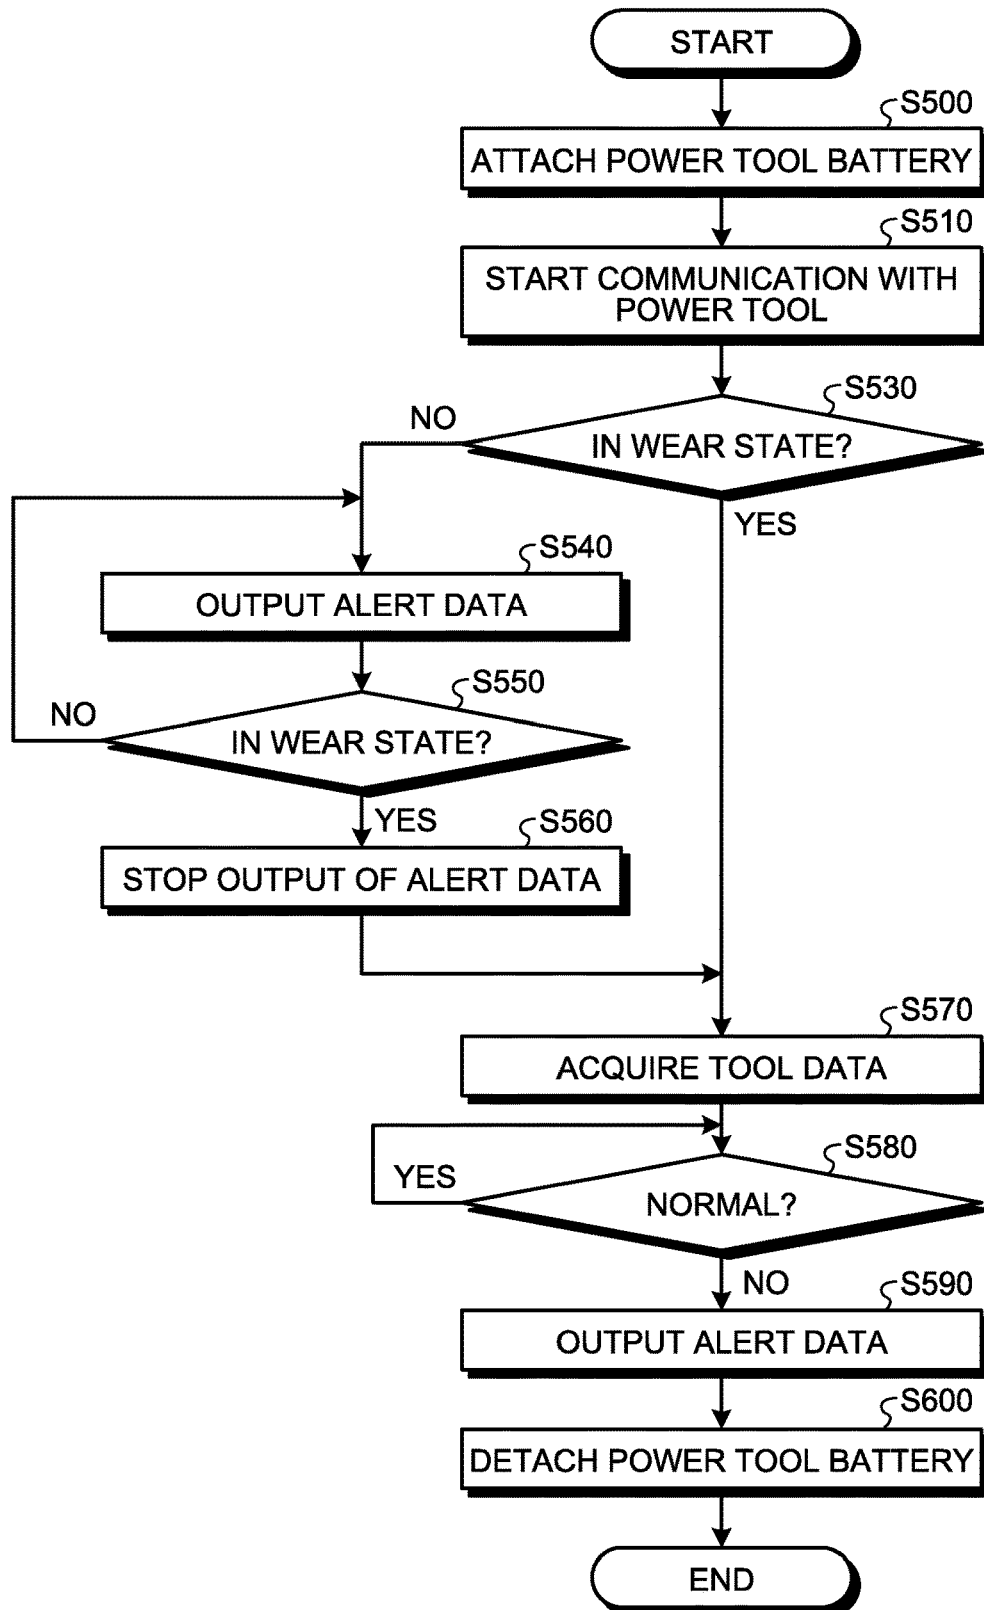 START
S500
ATTACH POWER TOOL BATTERY
S510
START COMMUNICATION WITH
POWER TOOL
S530
NO
IN WEAR STATE?
YES
S540
OUTPUT ALERT DATA
S550
NO
IN WEAR STATE?
YES
S560
STOP OUTPUT OF ALERT DATA
S570
ACQUIRE TOOL DATA
S580
YES
NORMAL?
NO
S590
OUTPUT ALERT DATA
S600
DETACH POWER TOOL BATTERY
END